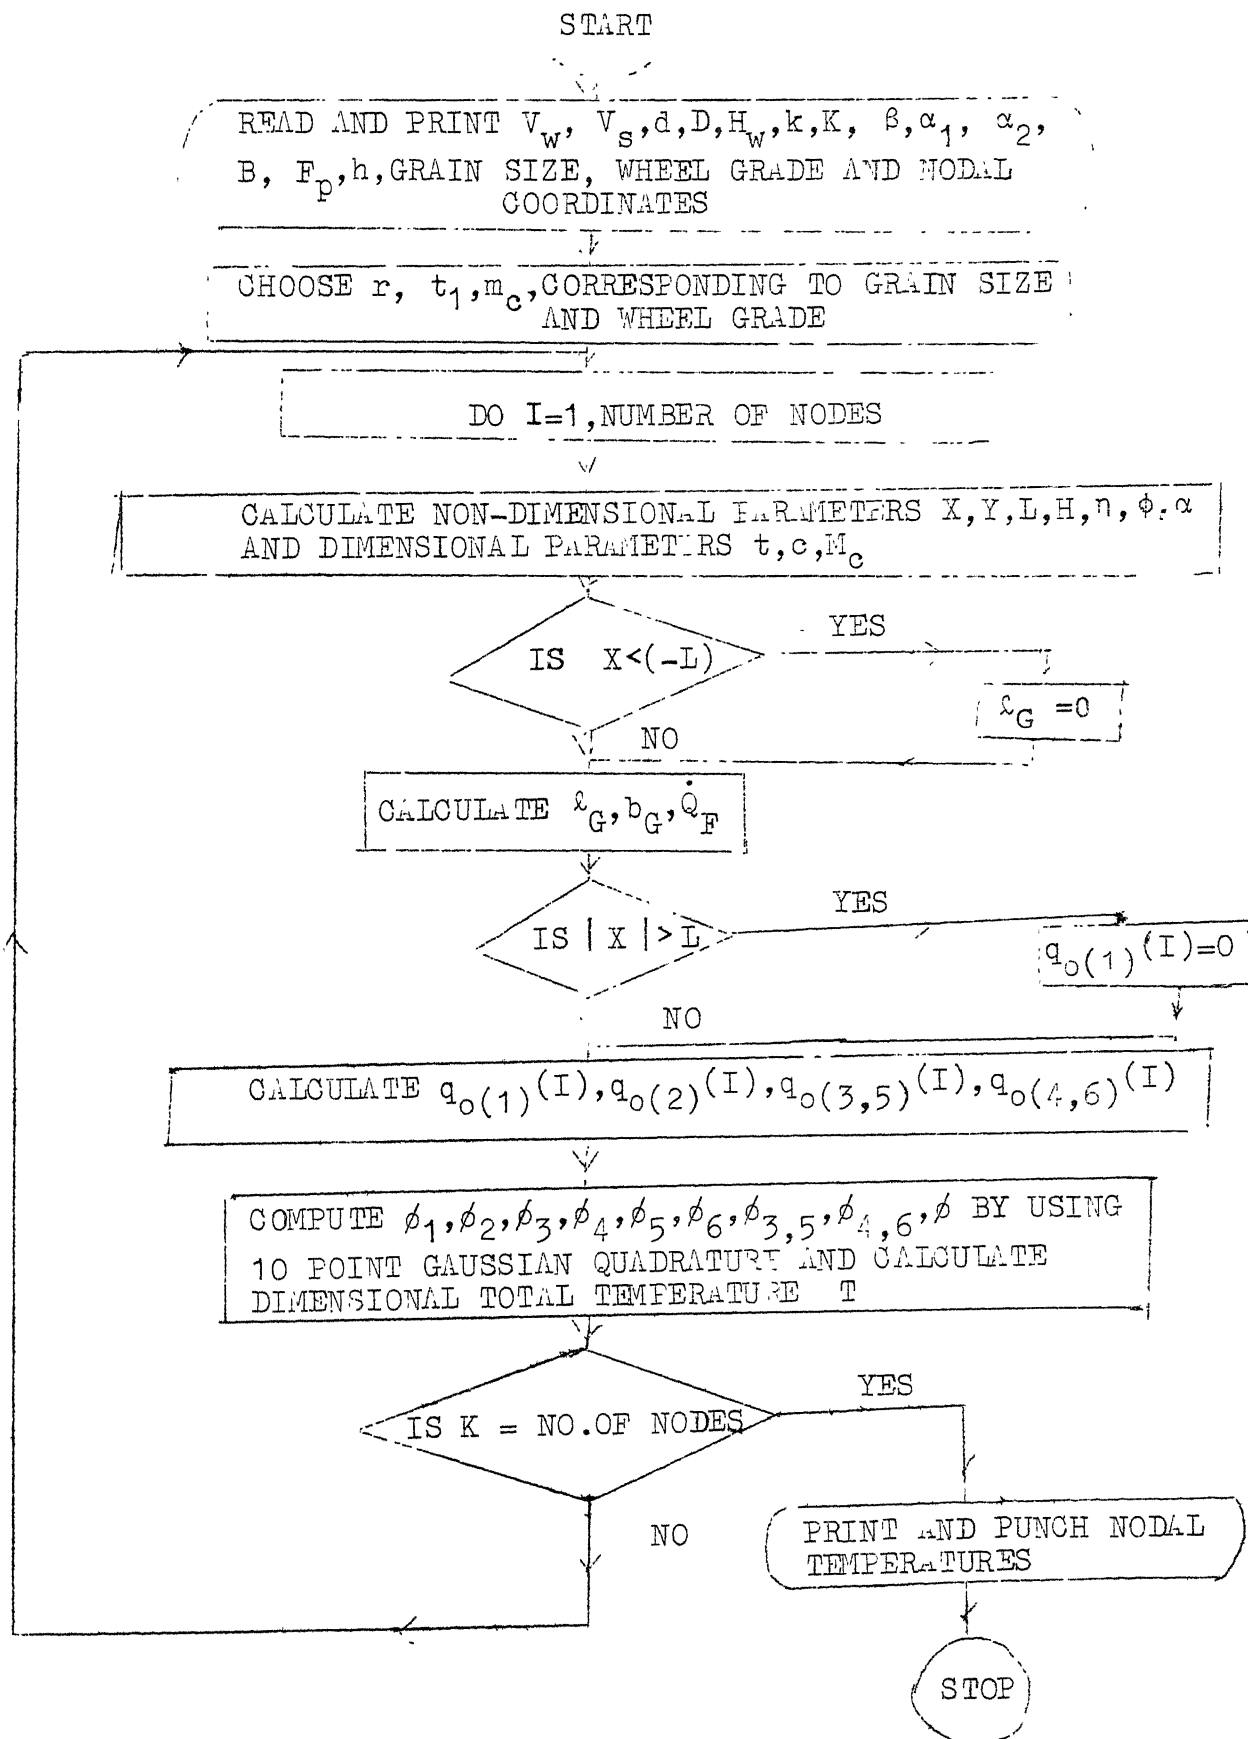 START
READ AND PRINT V_w, V_s,d,D,H_w,k,K, β,α_1, α_2,
B, F_p,h,GRAIN SIZE, WHEEL GRADE AND NODAL
COORDINATES
CHOOSE r, t_1,m_c,CORRESPONDING TO GRAIN SIZE
AND WHEEL GRADE
DO I=1,NUMBER OF NODES
CALCULATE NON-DIMENSIONAL PARAMETERS X,Y,L,H,η,ϕ,α
AND DIMENSIONAL PARAMETERS t,c,M_c
IS X<(-L)
YES
ℓ_G =0
NO
CALCULATE ℓ_G,b_G,Q̇_F
IS | X |>L
YES
q_o(1)(I)=0
NO
CALCULATE q_o(1)(I),q_o(2)(I),q_o(3,5)(I),q_o(4,6)(I)
COMPUTE ϕ_1,ϕ_2,ϕ_3,ϕ_4,ϕ_5,ϕ_6,ϕ_3,5,ϕ_4,6,ϕ BY USING
10 POINT GAUSSIAN QUADRATURE AND CALCULATE
DIMENSIONAL TOTAL TEMPERATURE T
IS K = NO.OF NODES
YES
NO
PRINT AND PUNCH NODAL
TEMPERATURES
STOP